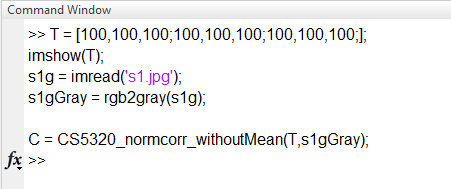 Command Window
>> T = [100,100,100;100,100,100;100,100,100;];
imshow(T);
s1g = imread('s1.jpg');
s1gGray = rgb2gray(s1g);
C = CS5320_normcorr_withoutMean(T,s1gGray);
fx >>